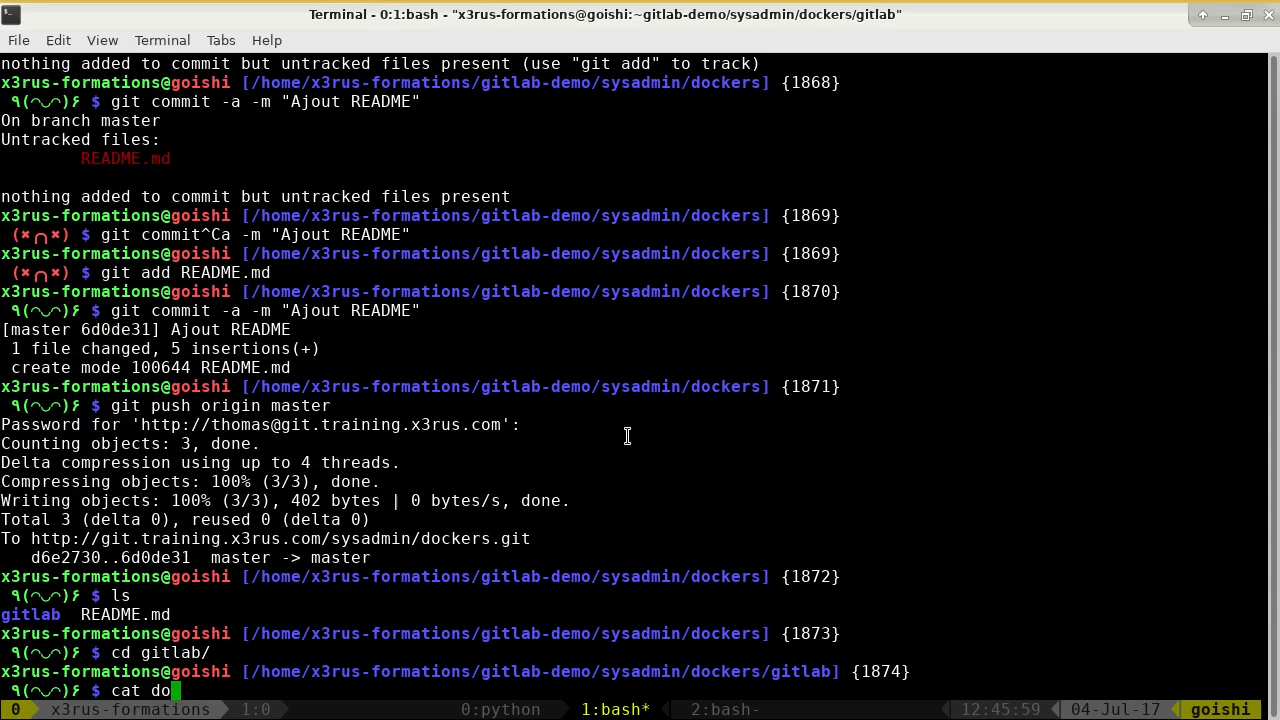 Terminal - 0:1:bash - "x3rus-formations@goishi:~gitlab-demo/sysadmin/dockers/gitlab"
File Edit View Terminal Tabs Help
nothing added to commit but untracked files present (use "git add" to track)
x3rus-formations@goishi [/home/x3rus-formations/gitlab-demo/sysadmin/dockers] {1868}
٩(◠◡◠)۶ $ git commit -a -m "Ajout README"
On branch master
Untracked files:
README.md
nothing added to commit but untracked files present
x3rus-formations@goishi [/home/x3rus-formations/gitlab-demo/sysadmin/dockers] {1869}
(✖╭╮✖) $ git commit^Ca -m "Ajout README"
x3rus-formations@goishi [/home/x3rus-formations/gitlab-demo/sysadmin/dockers] {1869}
(✖╭╮✖) $ git add README.md
x3rus-formations@goishi [/home/x3rus-formations/gitlab-demo/sysadmin/dockers] {1870}
٩(◠◡◠)۶ $ git commit -a -m "Ajout README"
[master 6d0de31] Ajout README
1 file changed, 5 insertions(+)
create mode 100644 README.md
x3rus-formations@goishi [/home/x3rus-formations/gitlab-demo/sysadmin/dockers] {1871}
٩(◠◡◠)۶ $ git push origin master
Password for 'http://thomas@git.training.x3rus.com':
Counting objects: 3, done.
Delta compression using up to 4 threads.
Compressing objects: 100% (3/3), done.
Writing objects: 100% (3/3), 402 bytes | 0 bytes/s, done.
Total 3 (delta 0), reused 0 (delta 0)
To http://git.training.x3rus.com/sysadmin/dockers.git
d6e2730..6d0de31  master -> master
x3rus-formations@goishi [/home/x3rus-formations/gitlab-demo/sysadmin/dockers] {1872}
٩(◠◡◠)۶ $ ls
gitlab  README.md
x3rus-formations@goishi [/home/x3rus-formations/gitlab-demo/sysadmin/dockers] {1873}
٩(◠◡◠)۶ $ cd gitlab/
x3rus-formations@goishi [/home/x3rus-formations/gitlab-demo/sysadmin/dockers/gitlab] {1874}
٩(◠◡◠)۶ $ cat do
0 x3rus-formations 1:0 0:python 1:bash* 2:bash- 12:45:59 04-Jul-17 goishi